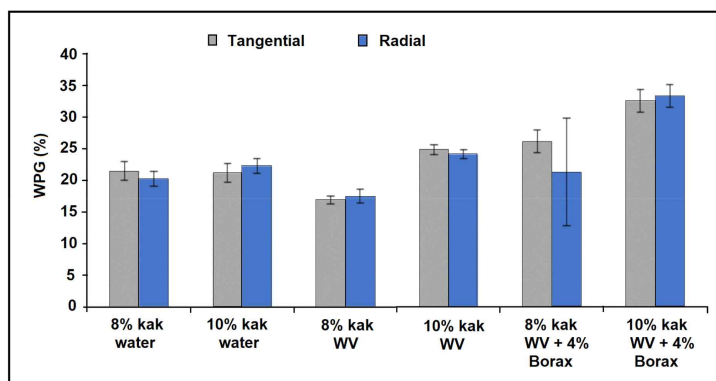 Tangential Radial
WPG (%)
40
35
30
25
20
15
10
5
0
8% kak 10% kak 8% kak 10% kak 8% kak 10% kak
water water WV WV WV + 4% WV + 4%
Borax Borax